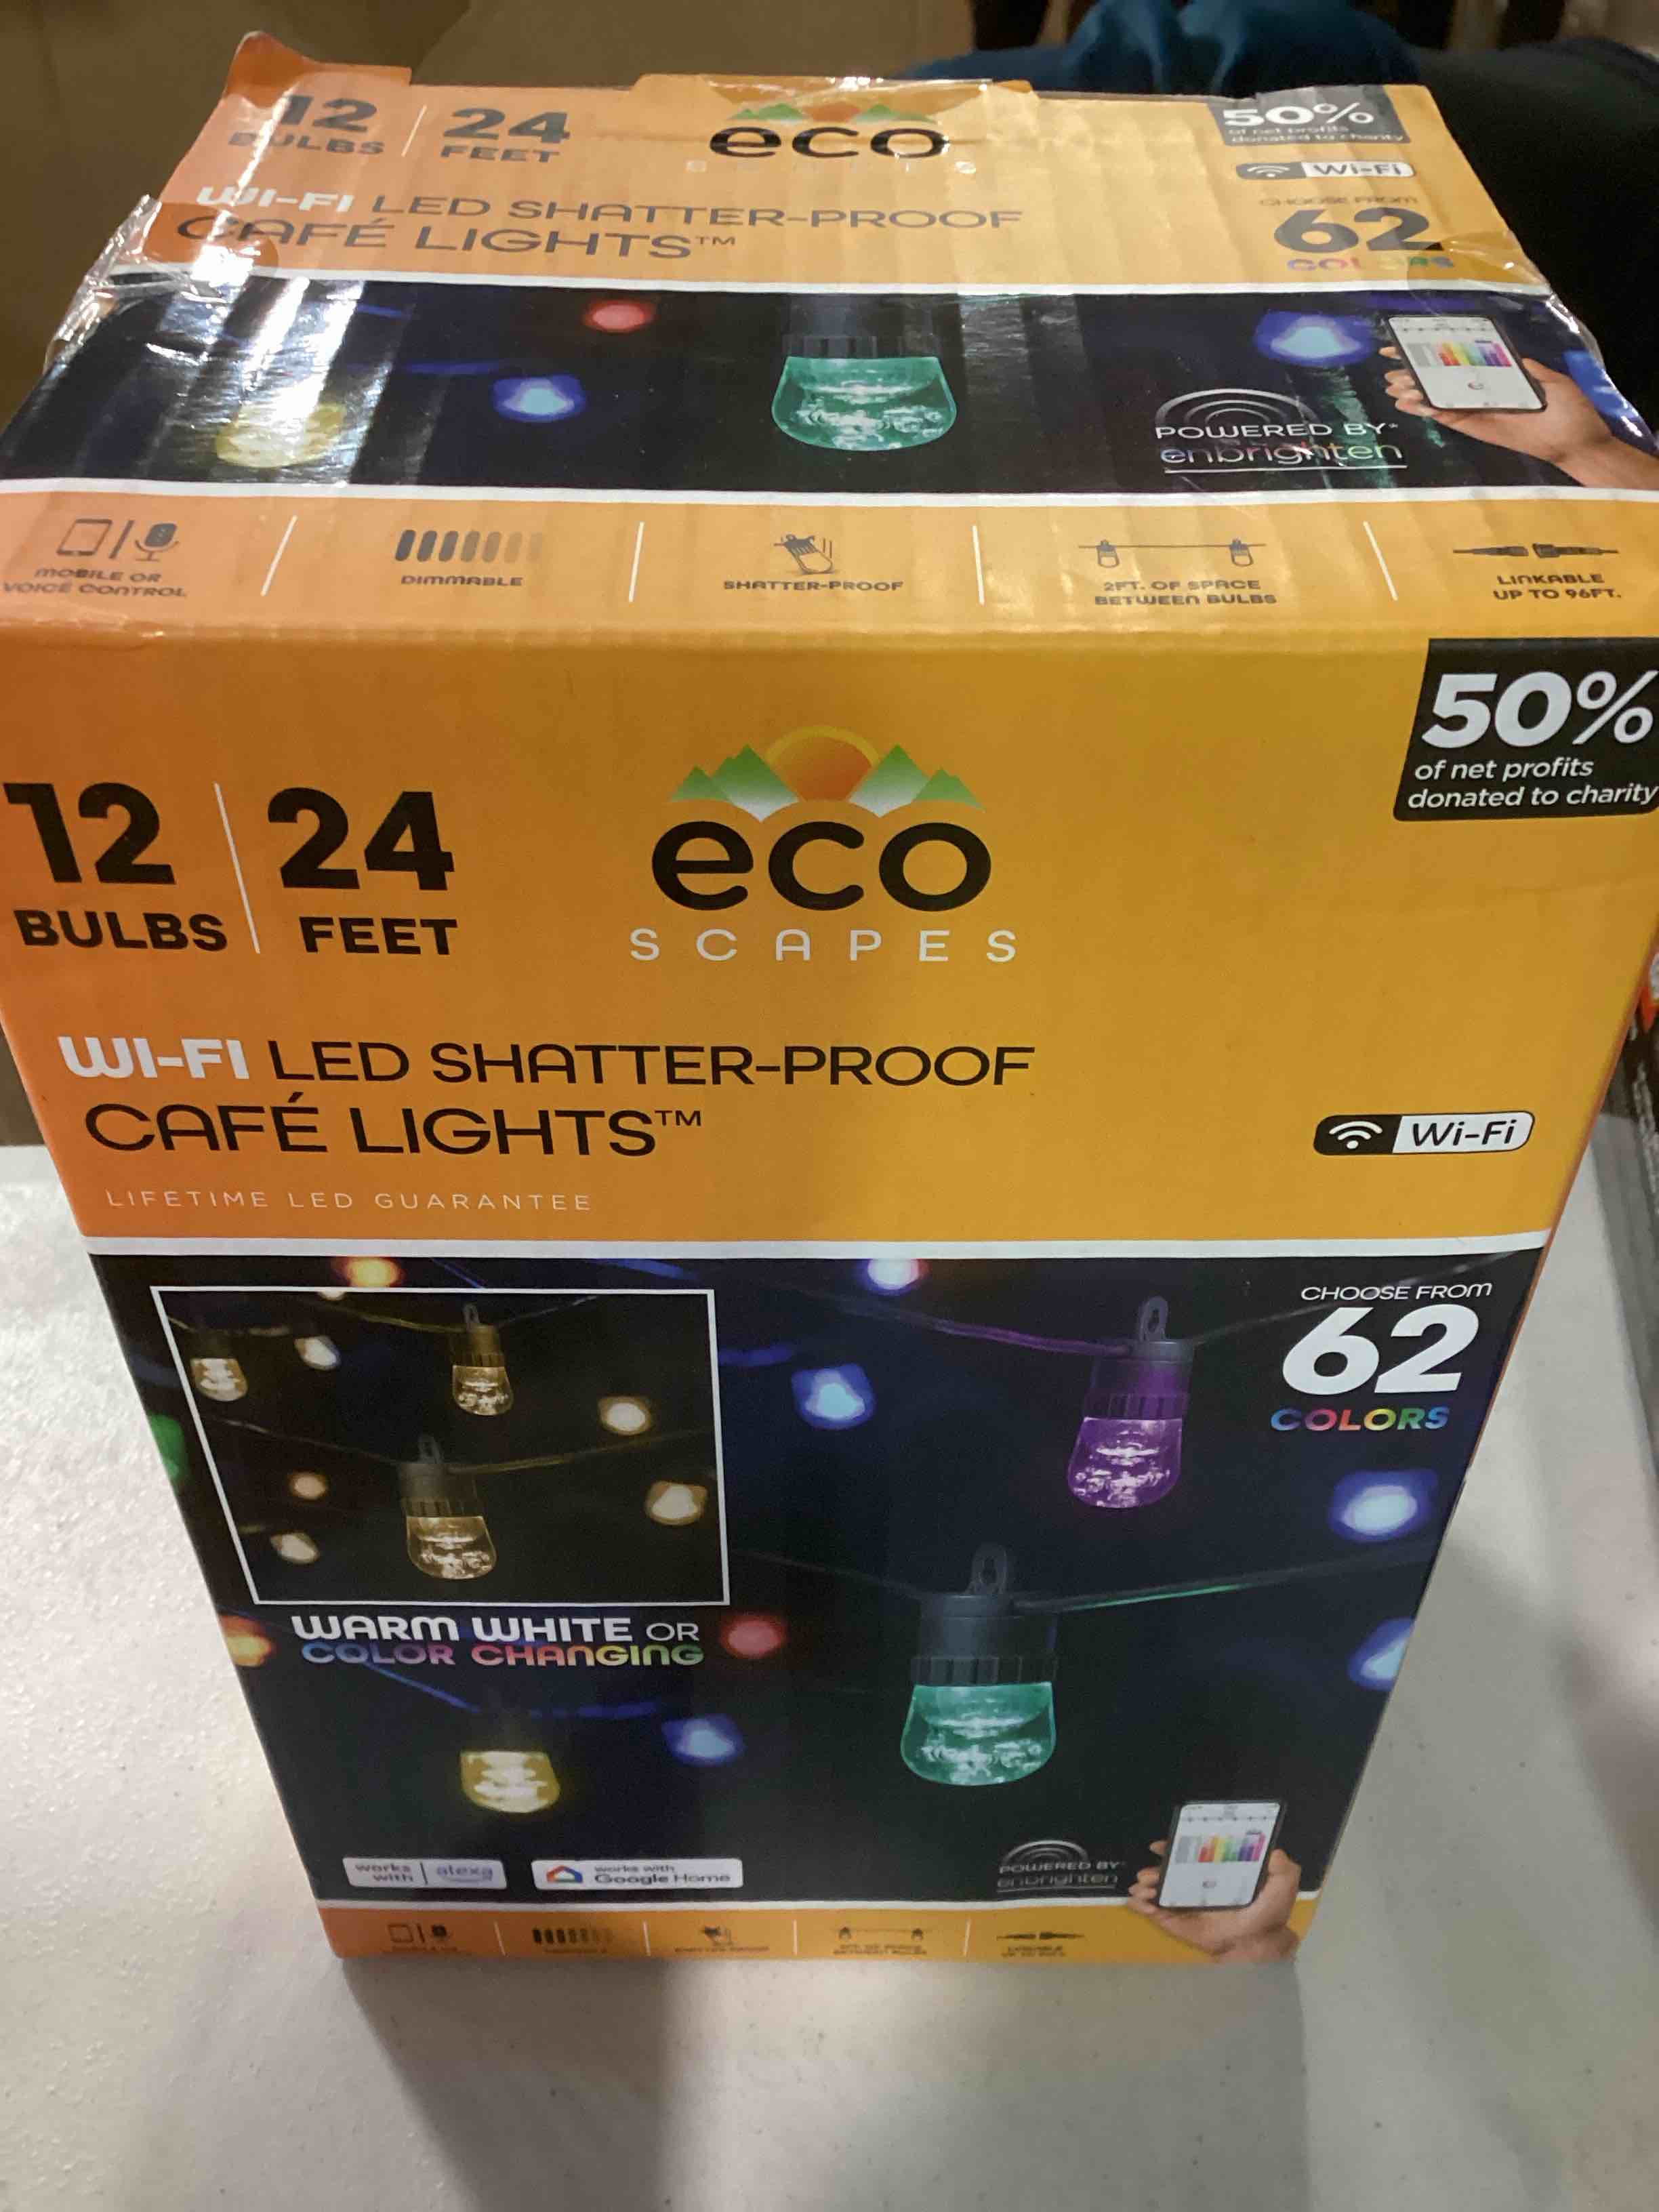 12
BULBS
24
FEET
eco
50%
of net profits
donated to charity
Wi-Fi
WI-FI LED SHATTER-PROOF
CAFÉ LIGHTS™
CHOOSE FROM
62
COLORS
POWERED BY*
enbrighten
MOBILE OR
VOICE CONTROL
DIMMABLE
SHATTER-PROOF
2FT. OF SPACE
BETWEEN BULBS
LINKABLE
UP TO 96FT.
50%
of net profits
donated to charity
12
BULBS
24
FEET
eco
SCAPES
WI-FI LED SHATTER-PROOF
CAFÉ LIGHTS™
Wi-Fi
LIFETIME LED GUARANTEE
CHOOSE FROM
62
COLORS
WARM WHITE OR
COLOR CHANGING
works
with
alexa
works with
Google Home
POWERED BY*
enbrighten